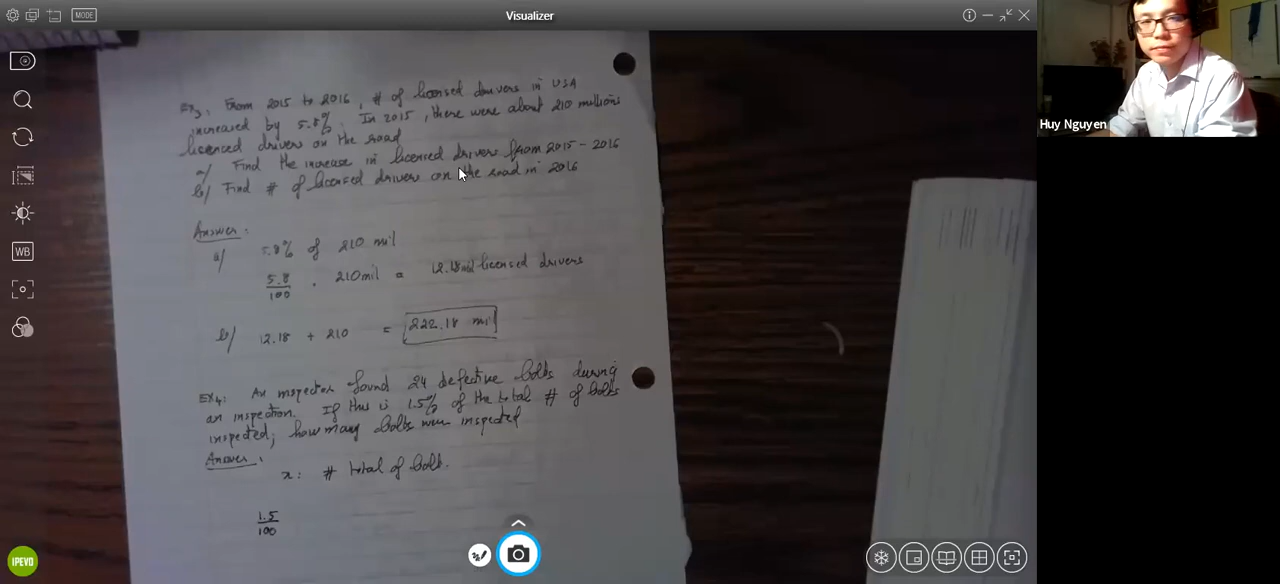 MODE
Visualizer
Huy Nguyen
WB
IPEVO
Ex3: From 2015 to 2016, # of licensed drivers in USA
increased by 5.8%. In 2015, there were about 210 millions
licenced drivers on the road
a/ Find the increase in licenced drivers from 2015 - 2016
b/ Find # of licensed drivers on the road in 2016
Answer:
a/ 5.8% of 210 mil
5.8/100 . 210mil = 12.18mil licensed drivers
b/ 12.18 + 210 = 222.18 mil
Ex4: An inspector found 24 defective bolts during
an inspection. If this is 1.5% of the total # of bolts
inspected, how many bolts were inspected
Answer:
x: # total of bolt.
1.5/100